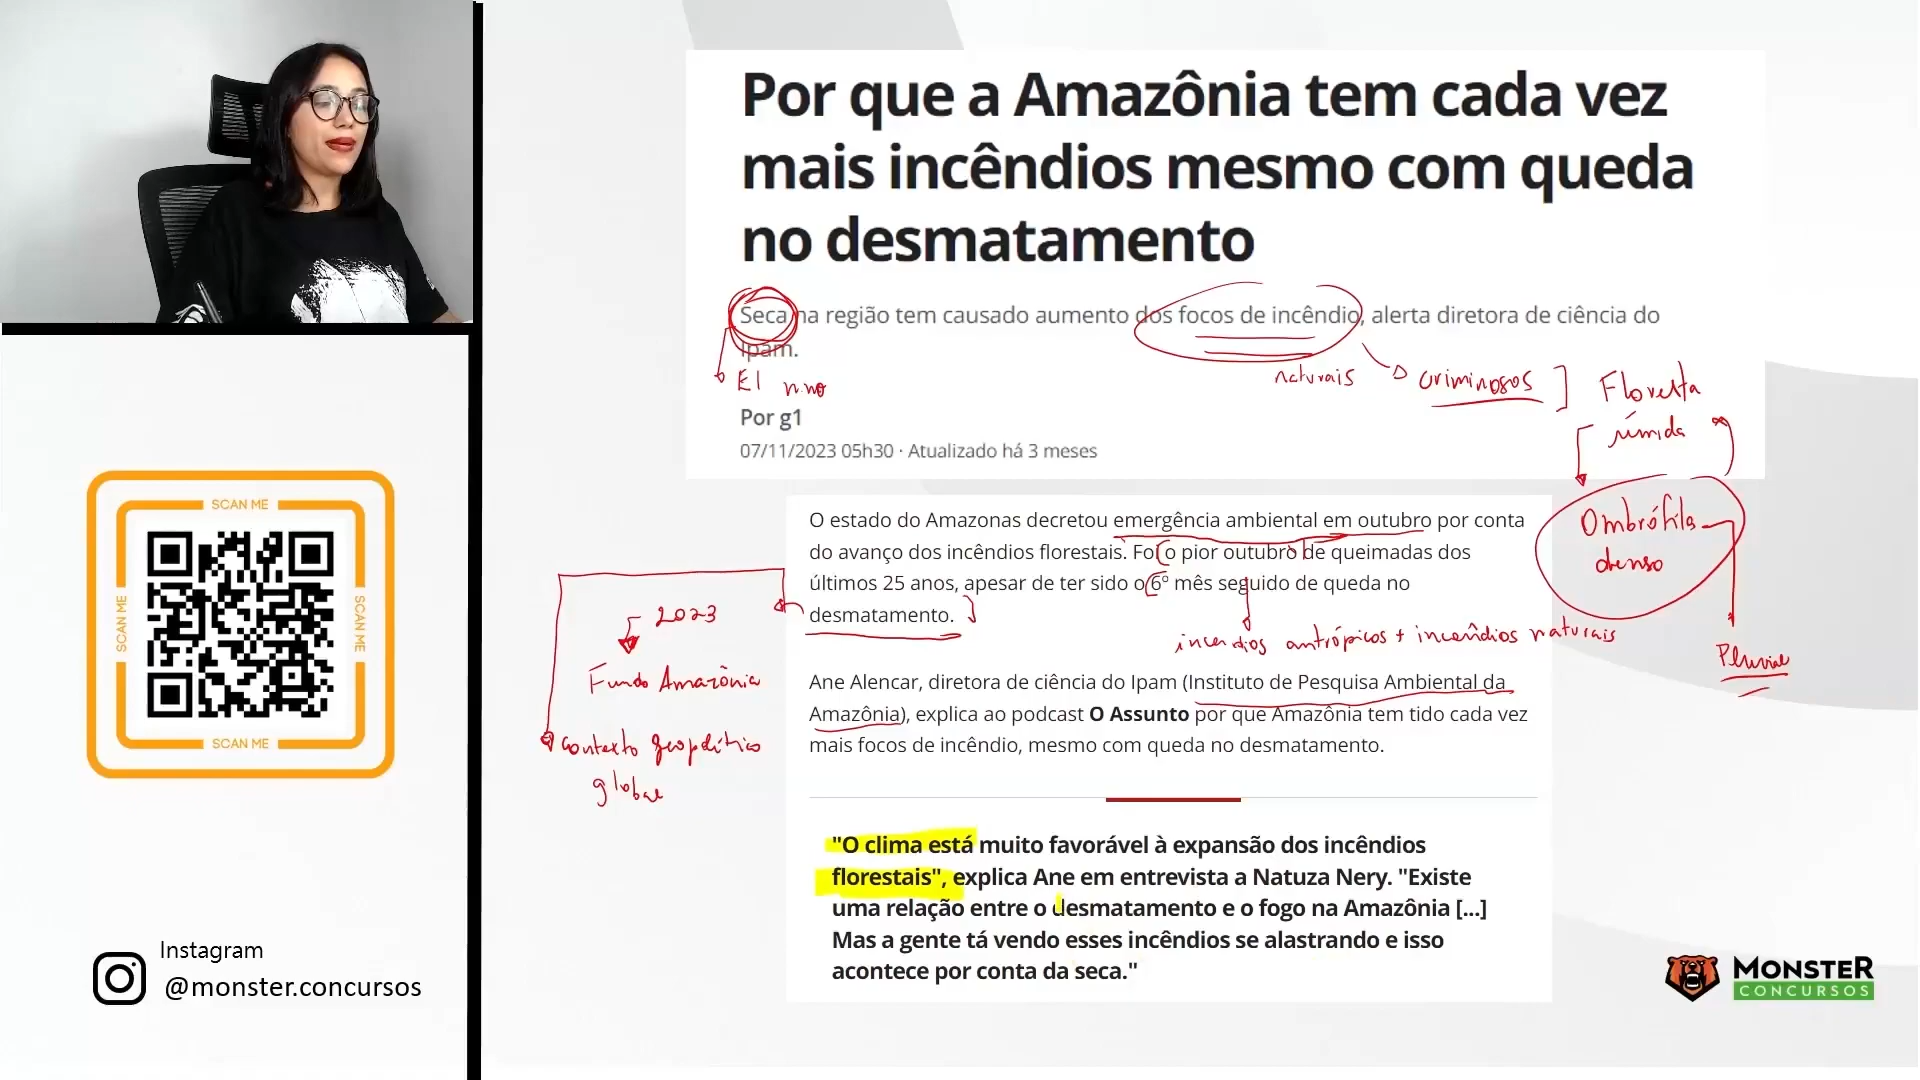 Por que a Amazônia tem cada vez
mais incêndios mesmo com queda
no desmatamento
Seca na região tem causado aumento dos focos de incêndio, alerta diretora de ciência do
Ipam.
El niño
naturais
criminosos
Floresta
úmida
Por g1
07/11/2023 05h30 · Atualizado há 3 meses
Ombrófila
densa
Pluvial
O estado do Amazonas decretou emergência ambiental em outubro por conta
do avanço dos incêndios florestais. Foi o pior outubro de queimadas dos
últimos 25 anos, apesar de ter sido o 6º mês seguido de queda no
desmatamento.
incendios antrópicos + incêndios naturais
2023
Fundo Amazônia
contexto geopolítico
global
Ane Alencar, diretora de ciência do Ipam (Instituto de Pesquisa Ambiental da
Amazônia), explica ao podcast O Assunto por que Amazônia tem tido cada vez
mais focos de incêndio, mesmo com queda no desmatamento.
"O clima está muito favorável à expansão dos incêndios
florestais", explica Ane em entrevista a Natuza Nery. "Existe
uma relação entre o desmatamento e o fogo na Amazônia [...]
Mas a gente tá vendo esses incêndios se alastrando e isso
acontece por conta da seca."
SCAN ME
SCAN ME
SCAN ME
SCAN ME
Instagram
@monster.concursos
MONSTER
CONCURSOS